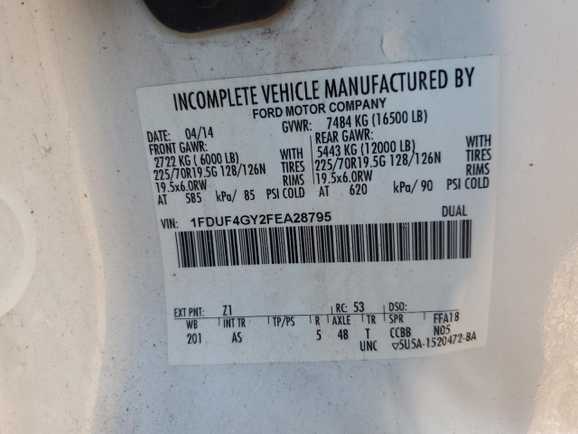 INCOMPLETE VEHICLE MANUFACTURED BY
FORD MOTOR COMPANY
DATE: 04/14 GVWR: 7484 KG (16500 LB)
FRONT GAWR: REAR GAWR:
2722 KG ( 6000 LB) WITH 5443 KG (12000 LB) WITH
225/70R19.5G 128/126N TIRES 225/70R19.5G 128/126N TIRES
19.5x6.0RW RIMS 19.5x6.0RW RIMS
AT 585 kPa/ 85 PSI COLD AT 620 kPa/ 90 PSI COLD
VIN: 1FDUF4GY2FEA28795 DUAL
EXT PNT: Z1 RC: 53 DSO:
WB INT TR TP/PS R AXLE TR SPR FFA18
201 AS 5 48 T CCBB N05
UNC ▽5U5A-1520472-BA